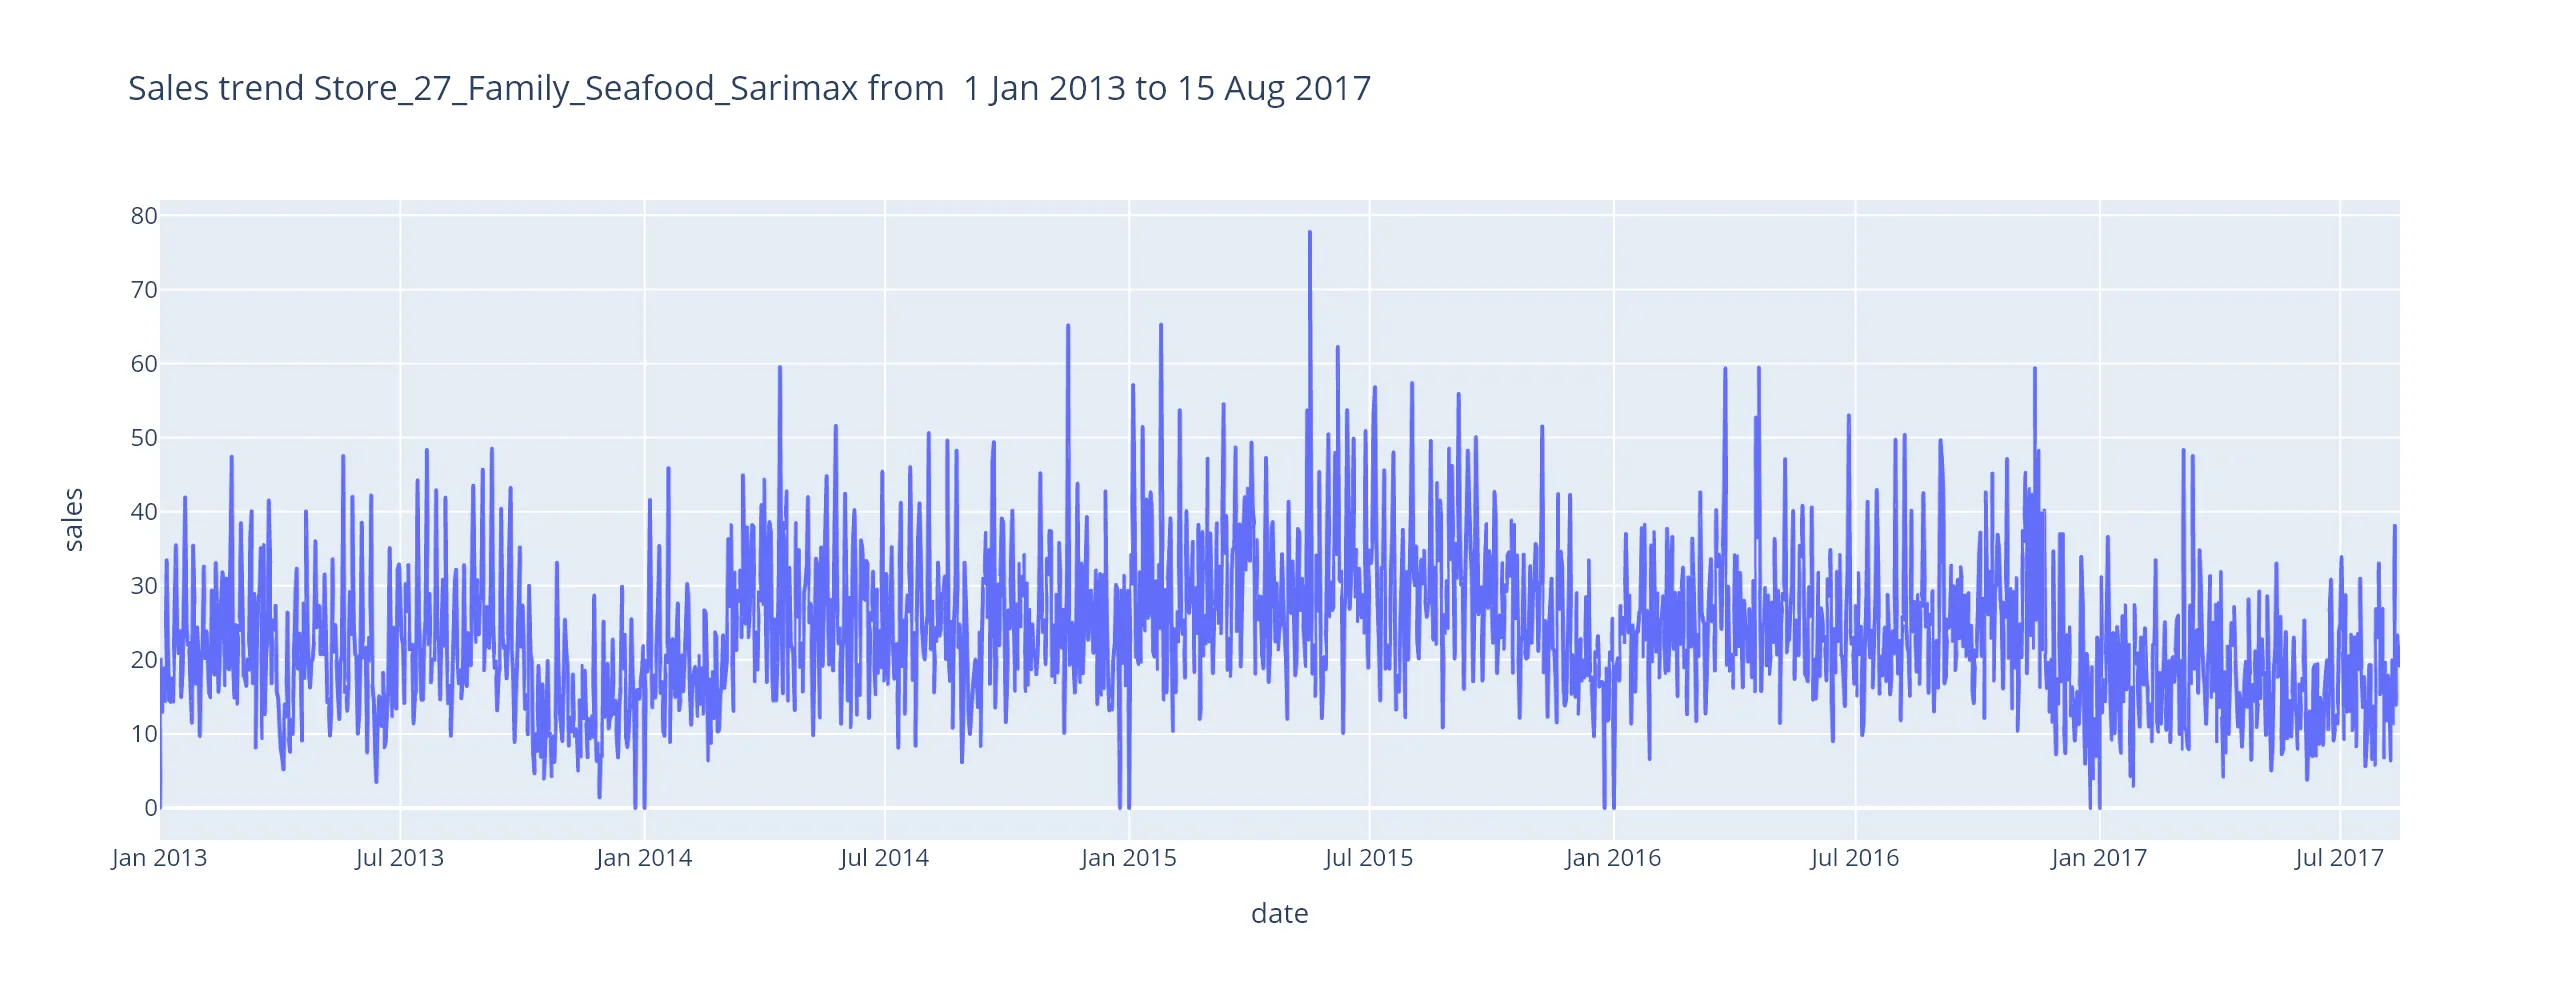 Sales trend Store_27_Family_Seafood_Sarimax from  1 Jan 2013 to 15 Aug 2017
80
70
60
50
40
30
20
10
0
sales
Jan 2013 Jul 2013 Jan 2014 Jul 2014 Jan 2015 Jul 2015 Jan 2016 Jul 2016 Jan 2017 Jul 2017
date